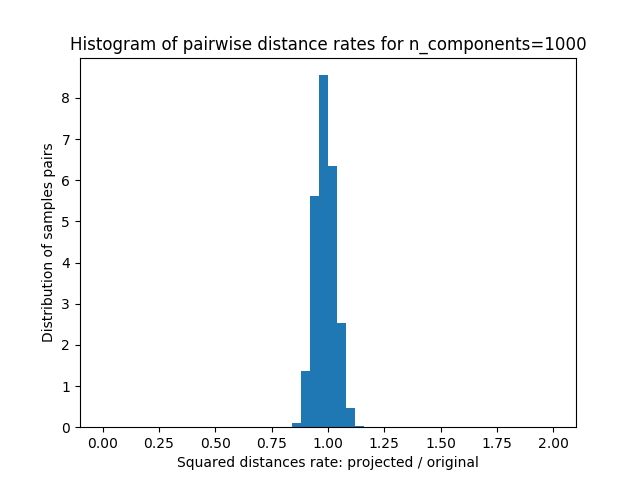 Histogram of pairwise distance rates for n_components=1000
Distribution of samples pairs
8
7
6
5
4
3
2
1
0
0.00 0.25 0.50 0.75 1.00 1.25 1.50 1.75 2.00
Squared distances rate: projected / original